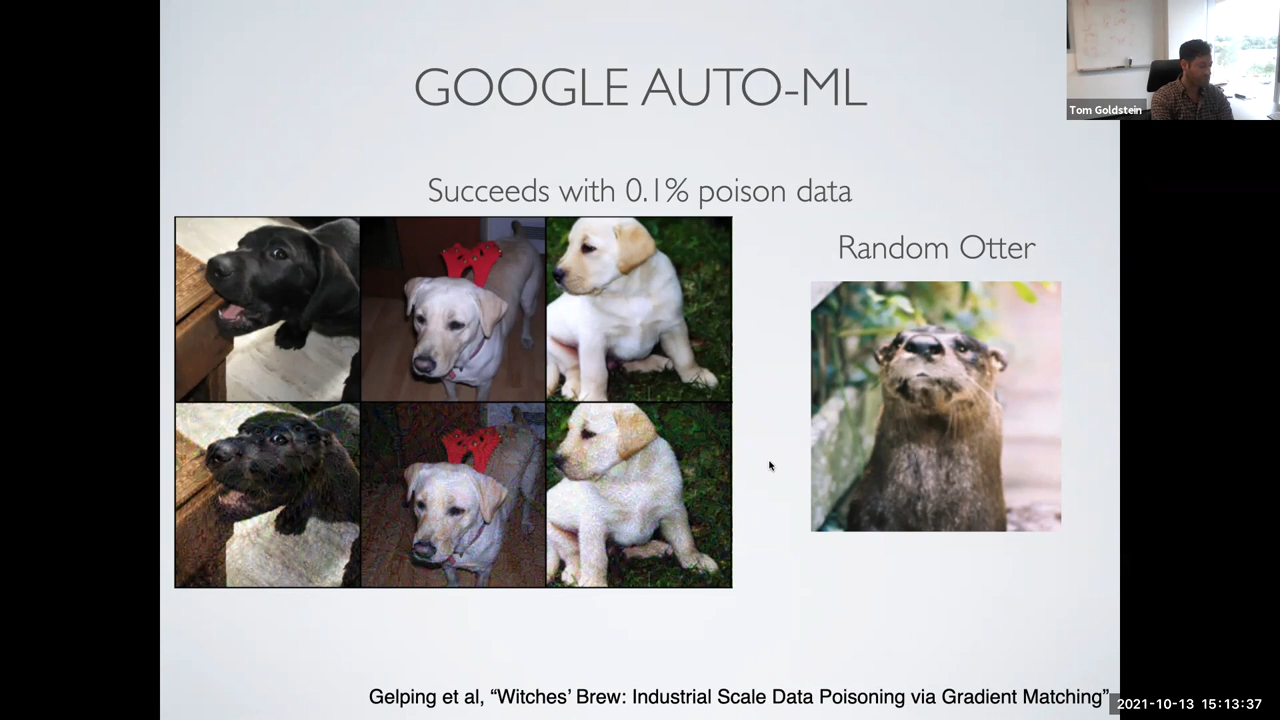 GOOGLE AUTO-ML
Tom Goldstein
Succeeds with 0.1% poison data
Random Otter
Gelping et al, “Witches’ Brew: Industrial Scale Data Poisoning via Gradient Matching”
2021-10-13 15:13:37